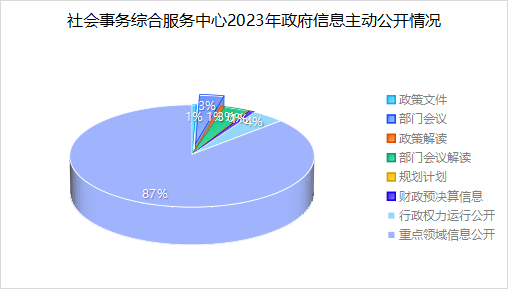 社会事务综合服务中心2023年政府信息主动公开情况
1%
3%
1%
3%
4%
87%
政策文件
部门会议
政策解读
部门会议解读
规划计划
财政预决算信息
行政权力运行公开
重点领域信息公开